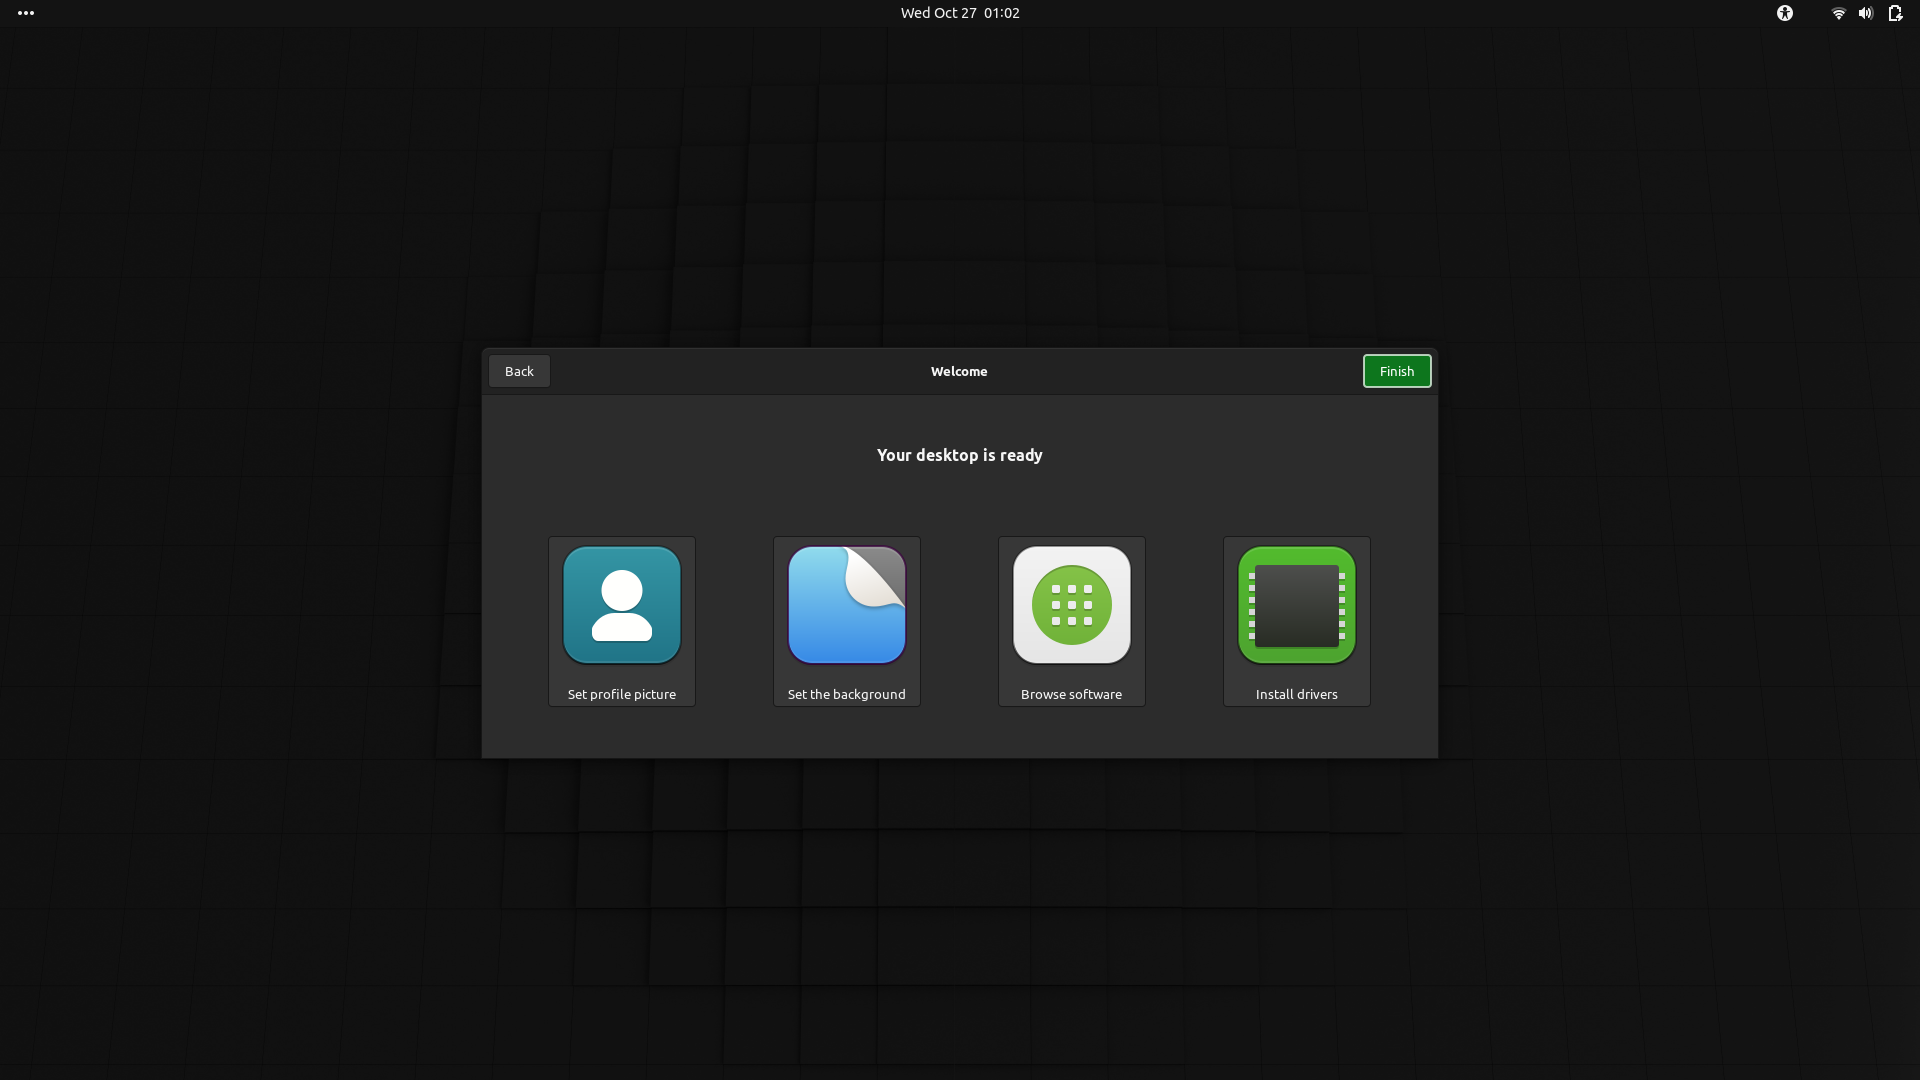 Wed Oct 27 01:02
Back
Welcome
Finish
Your desktop is ready
Set profile picture
Set the background
Browse software
Install drivers